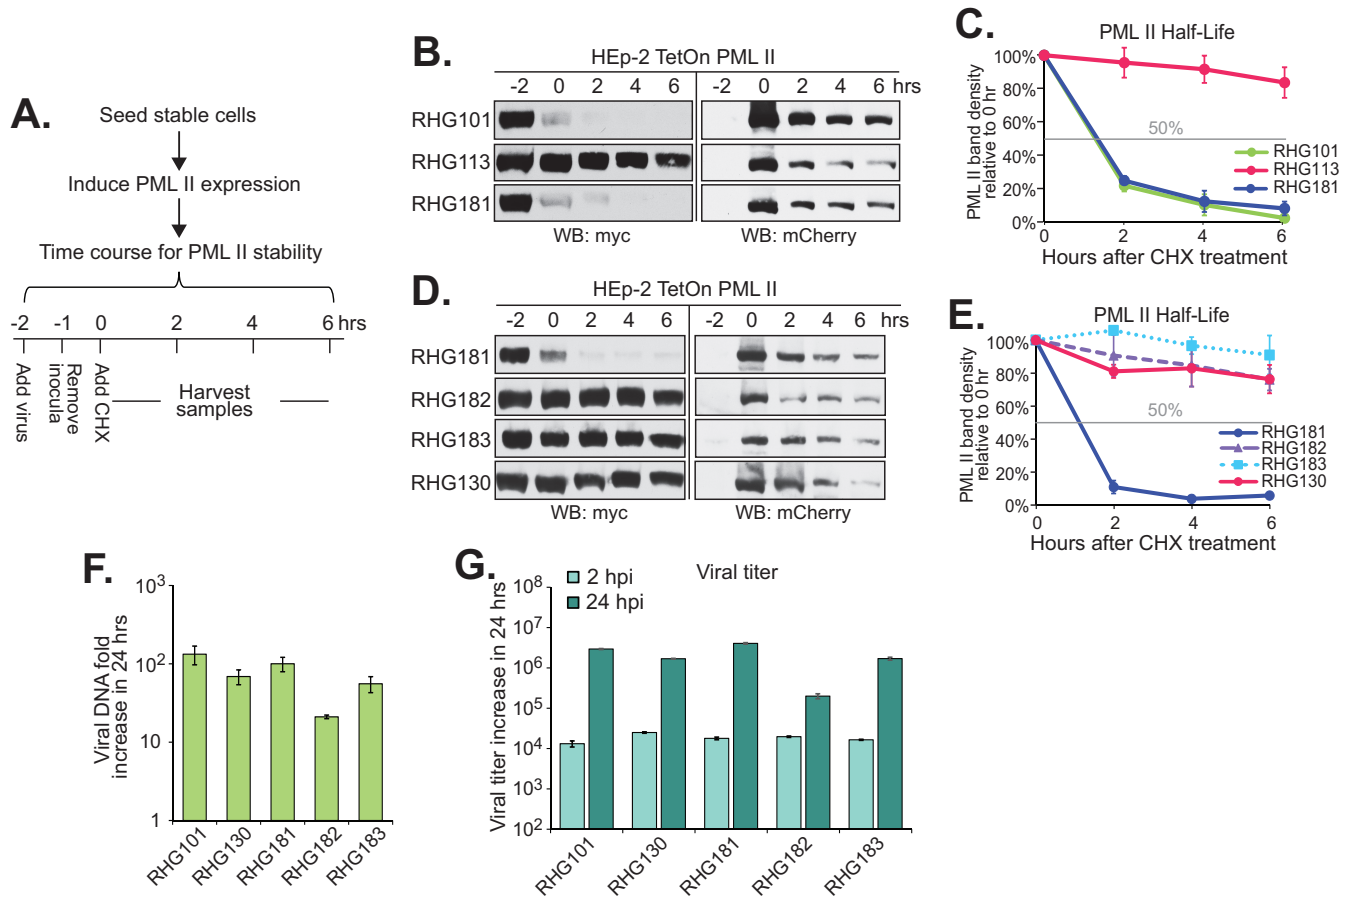 A.
Seed stable cells
Induce PML II expression
Time course for PML II stability
-2 -1 0 2 4 6 hrs
Add virus
Remove
inocula
Add CHX
Harvest
samples
B.
HEp-2 TetOn PML II
-2 0 2 4 6 -2 0 2 4 6 hrs
RHG101
RHG113
RHG181
WB: myc WB: mCherry
C.
PML II Half-Life
PML II band density
relative to 0 hr
100%
80%
60%
40%
20%
0%
50%
RHG101
RHG113
RHG181
0 2 4 6
Hours after CHX treatment
D.
HEp-2 TetOn PML II
-2 0 2 4 6 -2 0 2 4 6 hrs
RHG181
RHG182
RHG183
RHG130
WB: myc WB: mCherry
E.
PML II Half-Life
PML II band density
relative to 0 hr
100%
80%
60%
40%
20%
0%
50%
RHG181
RHG182
RHG183
RHG130
0 2 4 6
Hours after CHX treatment
F.
Viral DNA fold
increase in 24 hrs
10³
10²
10
1
RHG101 RHG130 RHG181 RHG182 RHG183
G.
Viral titer
2 hpi
24 hpi
Viral titer increase in 24 hrs
10⁸
10⁷
10⁶
10⁵
10⁴
10³
10²
RHG101 RHG130 RHG181 RHG182 RHG183